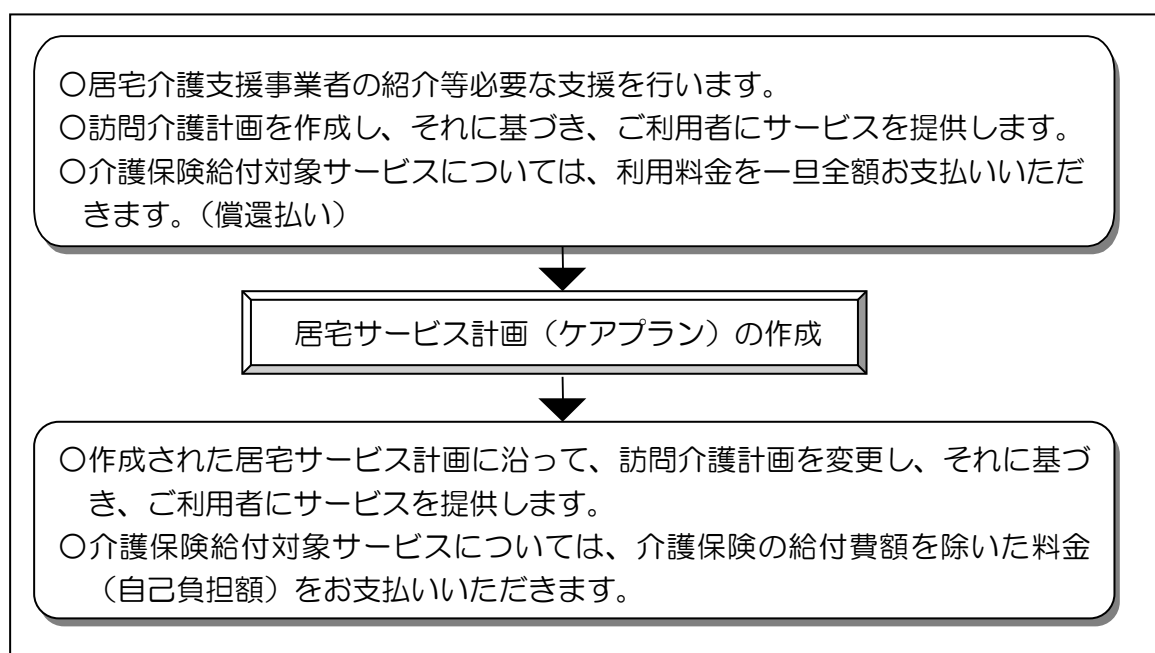 ○居宅介護支援事業者の紹介等必要な支援を行います。
○訪問介護計画を作成し、それに基づき、ご利用者にサービスを提供します。
○介護保険給付対象サービスについては、利用料金を一旦全額お支払いいただ
きます。（償還払い）
居宅サービス計画（ケアプラン）の作成
○作成された居宅サービス計画に沿って、訪問介護計画を変更し、それに基づ
き、ご利用者にサービスを提供します。
○介護保険給付対象サービスについては、介護保険の給付費額を除いた料金
（自己負担額）をお支払いいただきます。